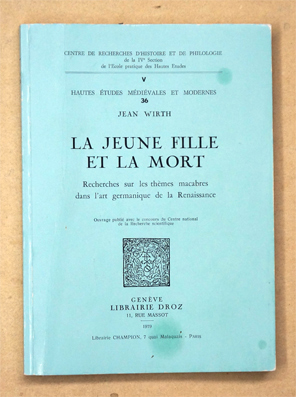 CENTRE DE RECHERCHES D'HISTOIRE ET DE PHILOLOGIE
de la IVe Section
de l'École pratique des Hautes Études
V
HAUTES ÉTUDES MÉDIÉVALES ET MODERNES
36
JEAN WIRTH
LA JEUNE FILLE
ET LA MORT
Recherches sur les thèmes macabres
dans l'art germanique de la Renaissance
Ouvrage publié avec le concours du Centre national
de la Recherche scientifique
GENÈVE
LIBRAIRIE DROZ
11, RUE MASSOT
1979
Librairie CHAMPION, 7 quai Malaquais - Paris